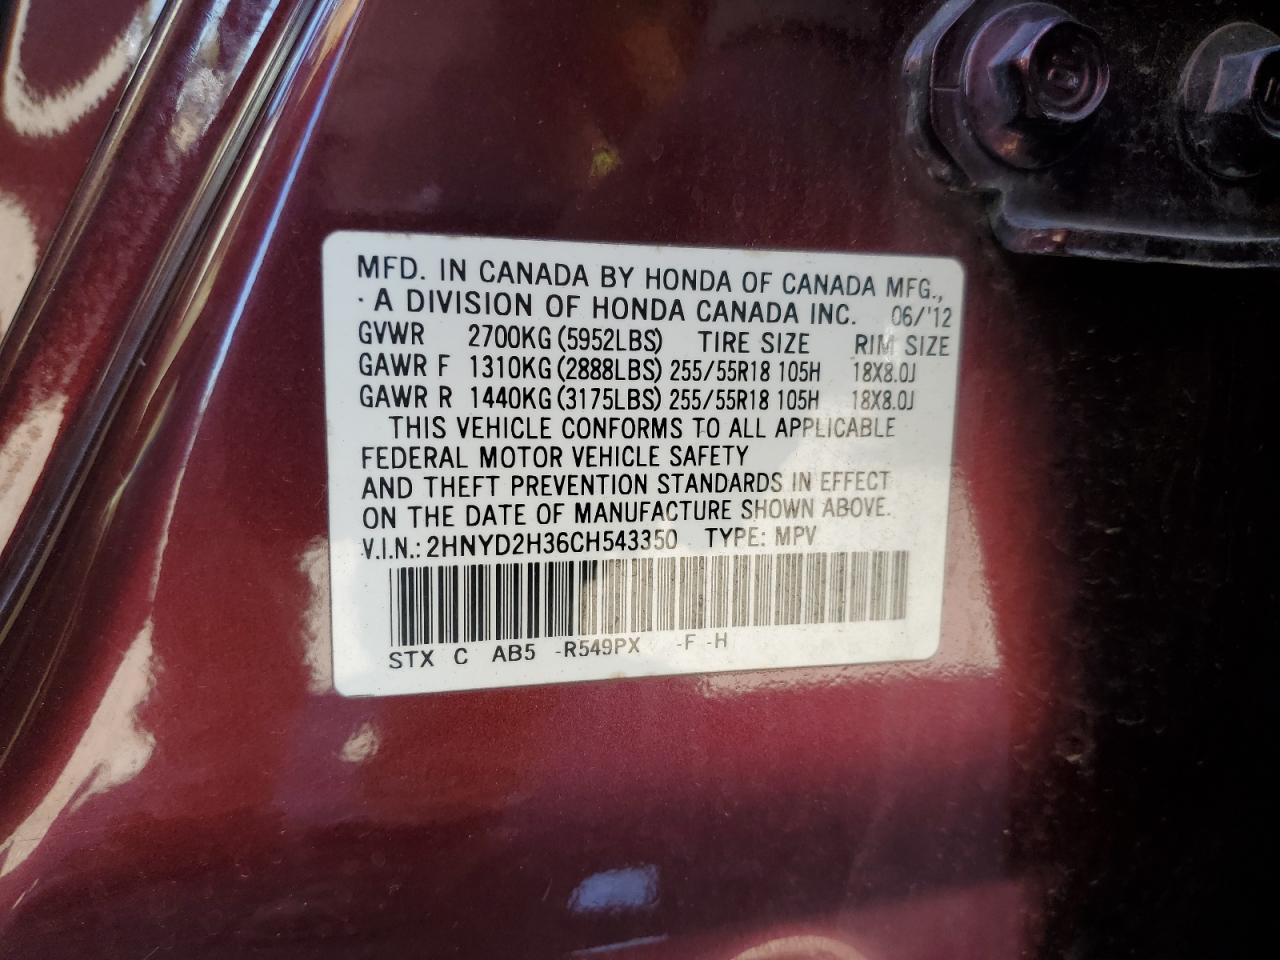 MFD. IN CANADA BY HONDA OF CANADA MFG.,
· A DIVISION OF HONDA CANADA INC. 06/'12
GVWR 2700KG (5952LBS) TIRE SIZE RIM SIZE
GAWR F 1310KG (2888LBS) 255/55R18 105H 18X8.0J
GAWR R 1440KG (3175LBS) 255/55R18 105H 18X8.0J
THIS VEHICLE CONFORMS TO ALL APPLICABLE
FEDERAL MOTOR VEHICLE SAFETY
AND THEFT PREVENTION STANDARDS IN EFFECT
ON THE DATE OF MANUFACTURE SHOWN ABOVE.
V.I.N.: 2HNYD2H36CH543350 TYPE: MPV
STX C AB5 -R549PX -F -H